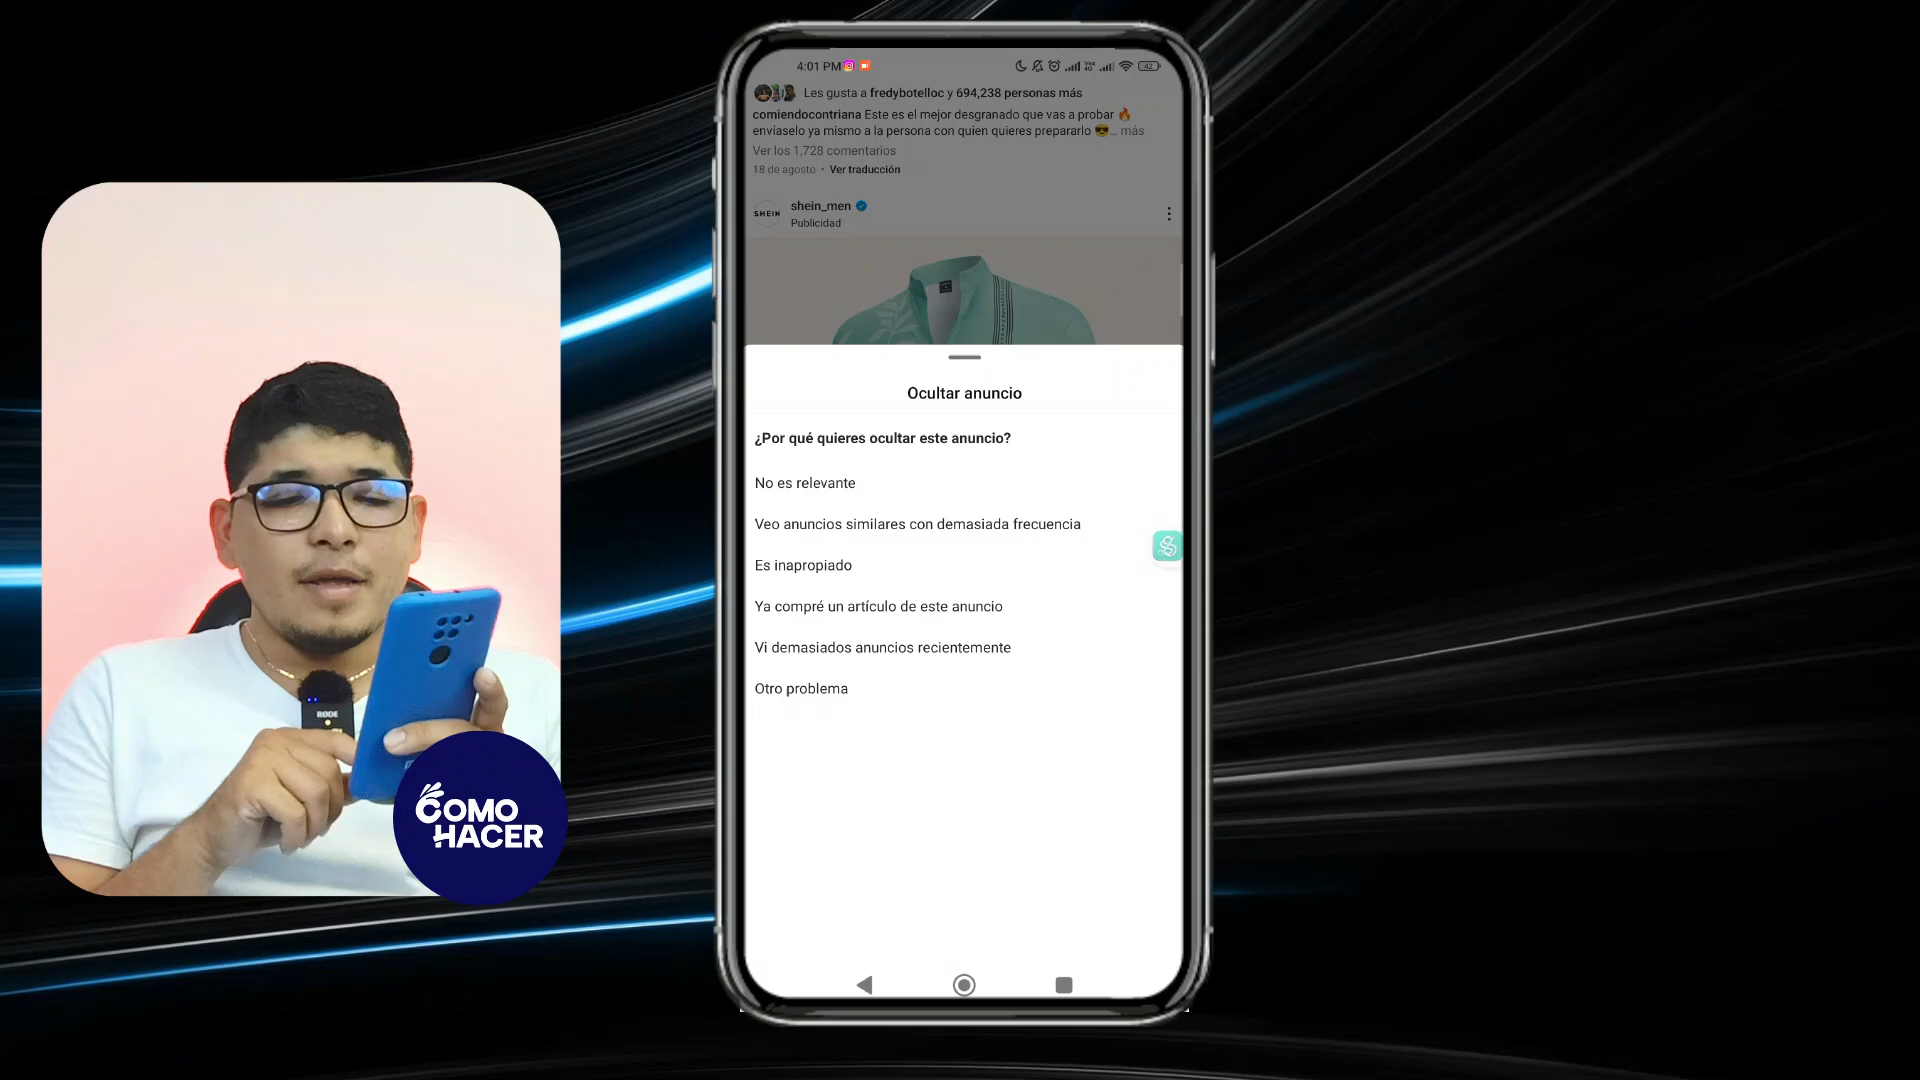 4:01 PM
Vo 4G
42
Les gusta a fredybotelloc y 694,238 personas más
comiendocontriana Este es el mejor desgranado que vas a probar 🔥
envíaselo ya mismo a la persona con quien quieres prepararlo 😎... más
Ver los 1,728 comentarios
18 de agosto • Ver traducción
SHEIN
shein_men
Publicidad
Ocultar anuncio
¿Por qué quieres ocultar este anuncio?
No es relevante
Veo anuncios similares con demasiada frecuencia
Es inapropiado
Ya compré un artículo de este anuncio
Vi demasiados anuncios recientemente
Otro problema
RØDE
COMO
HACER